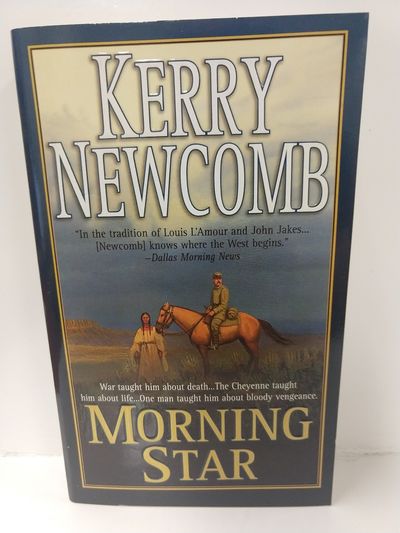 KERRY
NEWCOMB
"In the tradition of Louis L'Amour and John Jakes...
[Newcomb] knows where the West begins."
—Dallas Morning News
War taught him about death...The Cheyenne taught
him about life...One man taught him about bloody vengeance.
MORNING
STAR